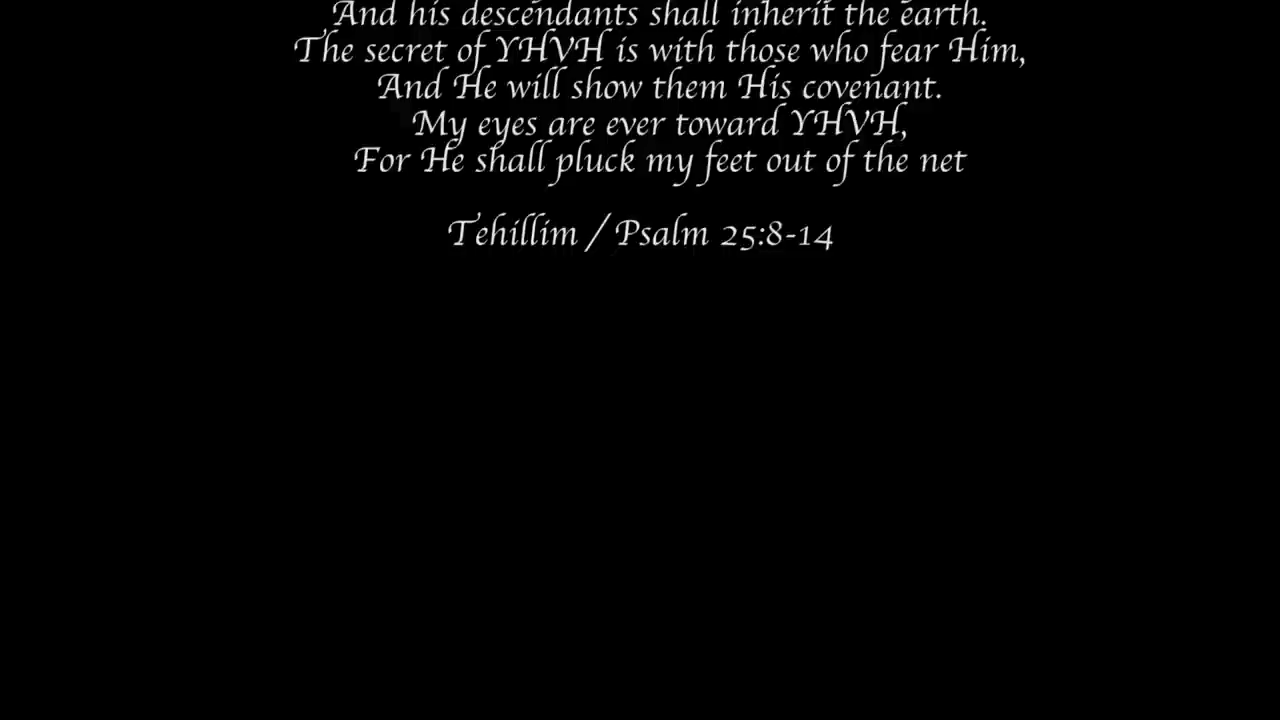 And his descendants shall inherit the earth.
The secret of YHVH is with those who fear Him,
And He will show them His covenant.
My eyes are ever toward YHVH,
For He shall pluck my feet out of the net
Tehillim / Psalm 25:8-14